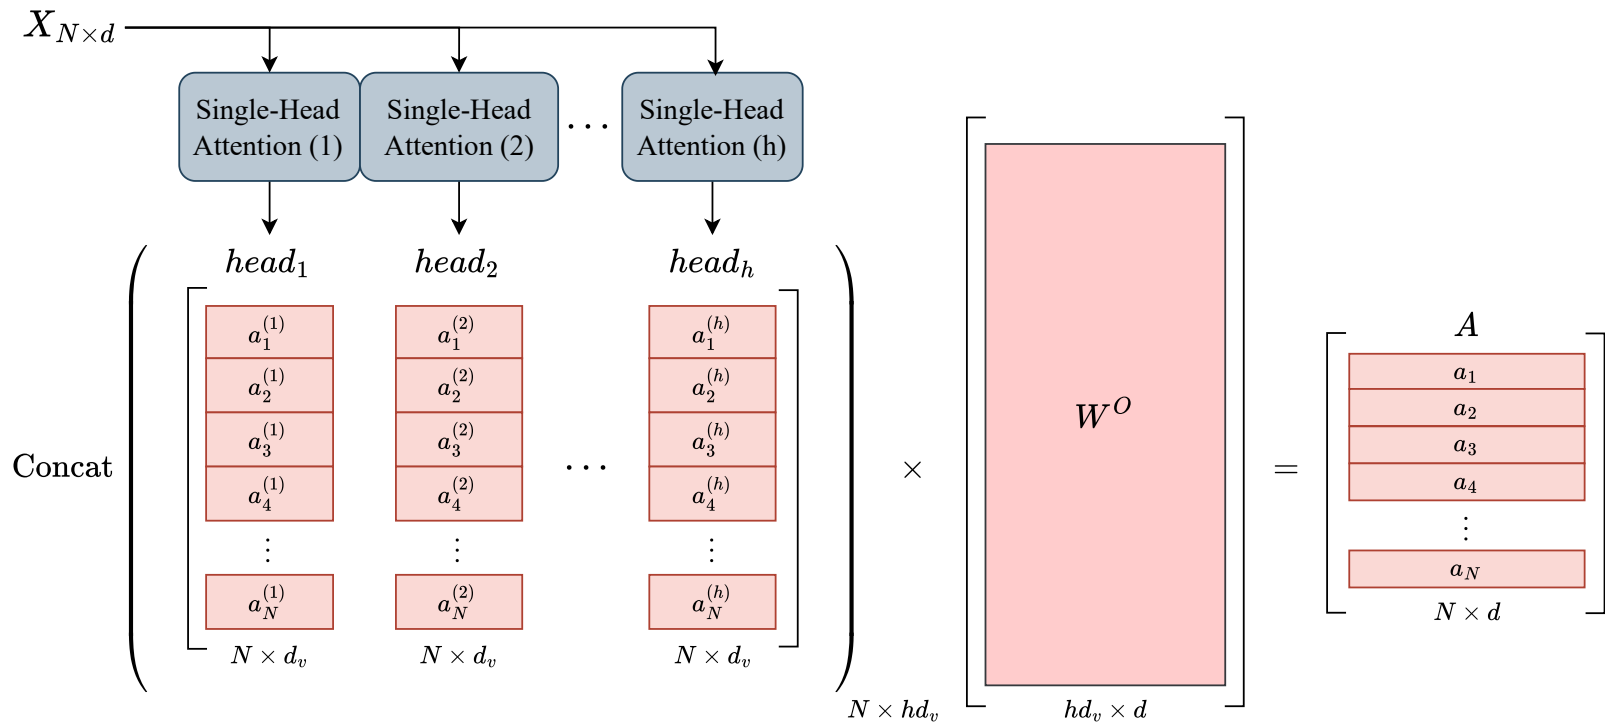 X_{N×d}
Single-Head Attention (1)
Single-Head Attention (2)
...
Single-Head Attention (h)
head_1
head_2
head_h
Concat
a_1^{(1)}
a_2^{(1)}
a_3^{(1)}
a_4^{(1)}
⋮
a_N^{(1)}
N × d_v
a_1^{(2)}
a_2^{(2)}
a_3^{(2)}
a_4^{(2)}
⋮
a_N^{(2)}
N × d_v
...
a_1^{(h)}
a_2^{(h)}
a_3^{(h)}
a_4^{(h)}
⋮
a_N^{(h)}
N × d_v
N × hd_v
×
W^O
hd_v × d
=
A
a_1
a_2
a_3
a_4
⋮
a_N
N × d